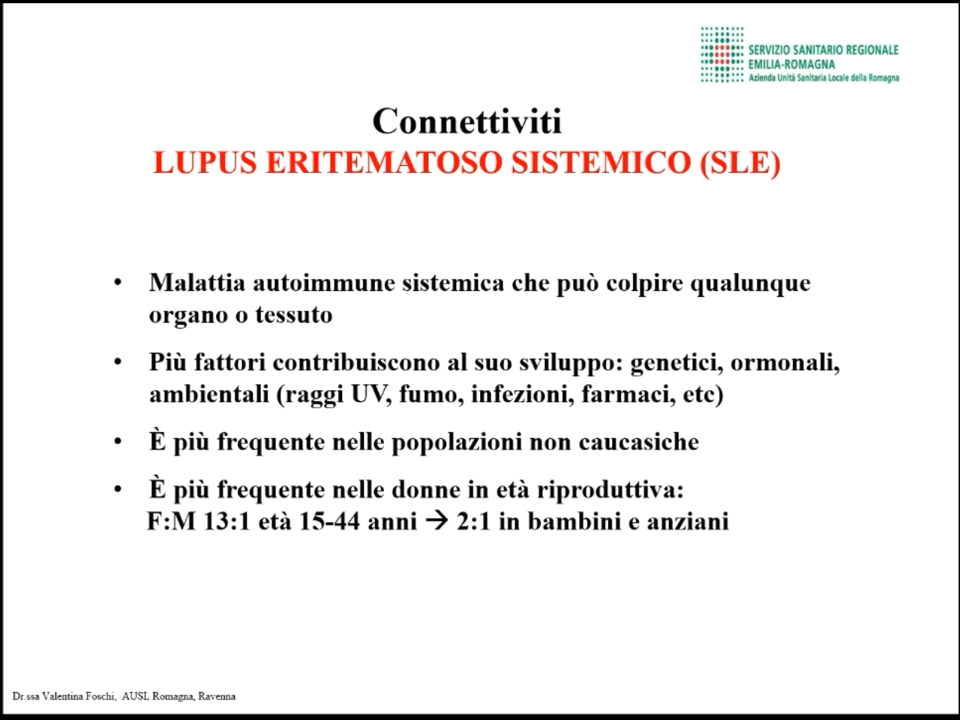 SERVIZIO SANITARIO REGIONALE
EMILIA-ROMAGNA
Azienda Unità Sanitaria Locale della Romagna
Connettiviti
LUPUS ERITEMATOSO SISTEMICO (SLE)
• Malattia autoimmune sistemica che può colpire qualunque
organo o tessuto
• Più fattori contribuiscono al suo sviluppo: genetici, ormonali,
ambientali (raggi UV, fumo, infezioni, farmaci, etc)
• È più frequente nelle popolazioni non caucasiche
• È più frequente nelle donne in età riproduttiva:
F:M 13:1 età 15-44 anni → 2:1 in bambini e anziani
Dr.ssa Valentina Foschi, AUSL Romagna, Ravenna